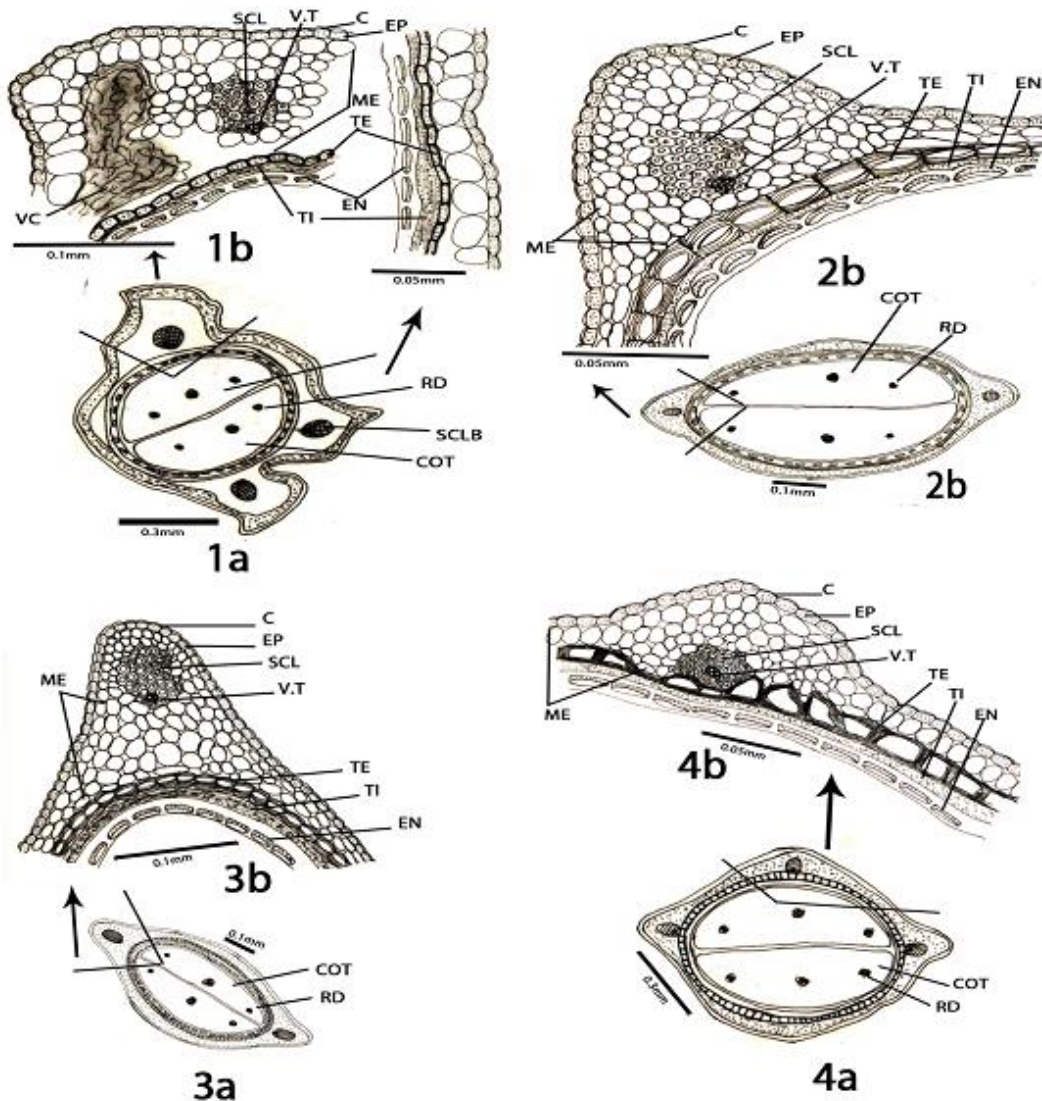 SCL V.T C EP
ME
TE
EN
TI
VC
0.1mm
1b
0.05mm
RD
SCLB
COT
0.3mm
1a
C
EP
SCL
V.T
TE TI EN
ME
2b
0.05mm
COT
RD
0.1mm
2b
C
EP
SCL
V.T
ME
TE
TI
EN
0.1mm
3b
0.1mm
COT
RD
3a
C
EP
SCL
V.T
TE
TI
EN
ME
0.05mm
4b
COT
RD
0.3mm
4a